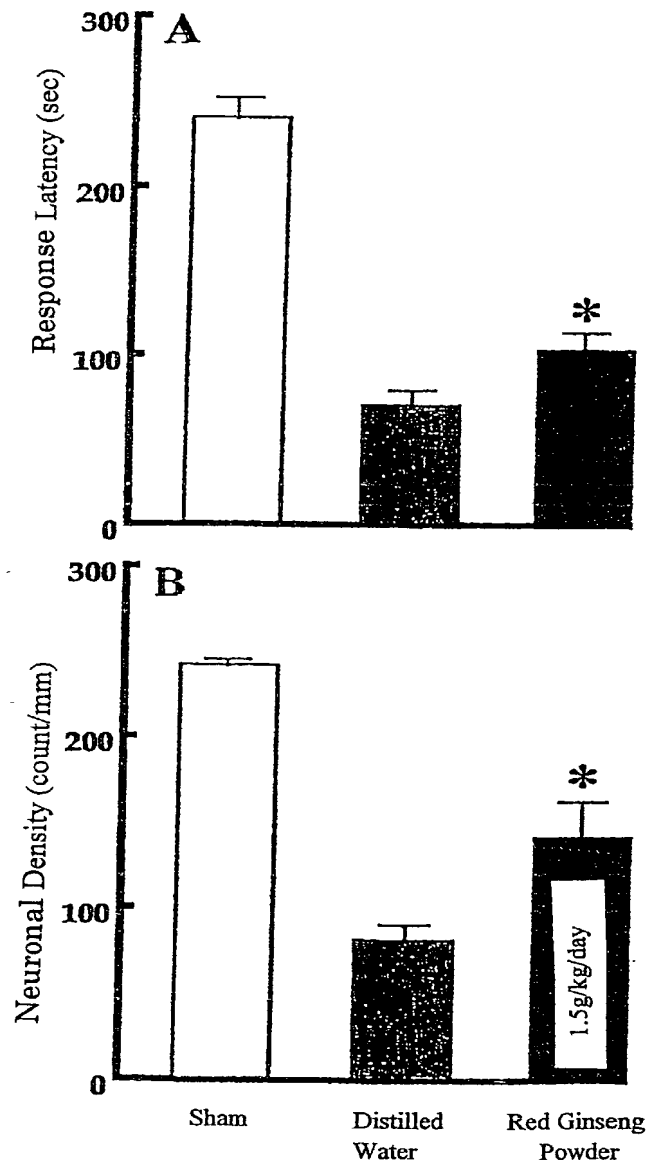 A
300
200
100
0
Response Latency (sec)
*
B
300
200
100
0
Neuronal Density (count/mm)
*
1.5g/kg/day
Sham
Distilled
Water
Red Ginseng
Powder